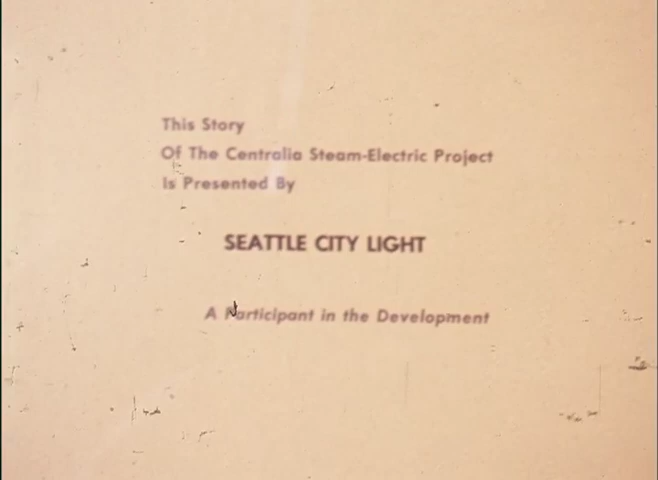 This Story
Of The Centralia Steam-Electric Project
Is Presented By
SEATTLE CITY LIGHT
A Participant in the Development